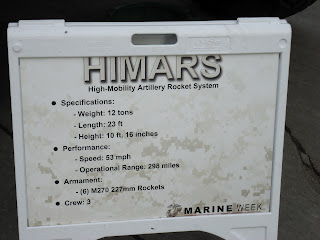 HIMARS
High-Mobility Artillery Rocket System
● Specifications:
- Weight: 12 tons
- Length: 23 ft
- Height: 10 ft, 16 inches
● Performance:
- Speed: 53 mph
- Operational Range: 298 miles
● Armament:
- (6) M270 227mm Rockets
● Crew: 3
MARINE WEEK